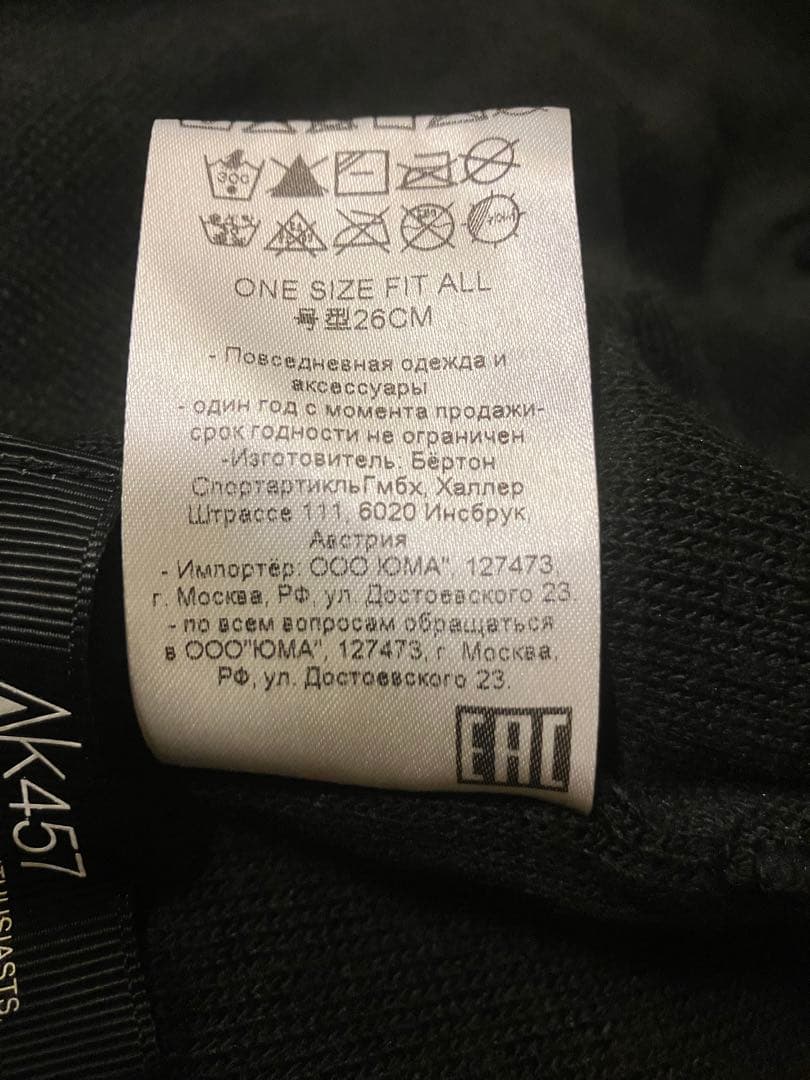 ONE SIZE FIT ALL
号型26CM
- Повседневная одежда и
аксессуары
- один год с момента продажи-
срок годности не ограничен
-Изготовитель: Бёртон
СпортартикльГмбх, Халлер
Штрассе 111, 6020 Инсбрук,
Австрия
- Импортёр: ООО ЮМА", 127473,
г. Москва, РФ, ул. Достоевского 23.
- по всем вопросам обращаться
в ООО"ЮМА", 127473, г. Москва,
РФ, ул. Достоевского 23.
EAC
AK457